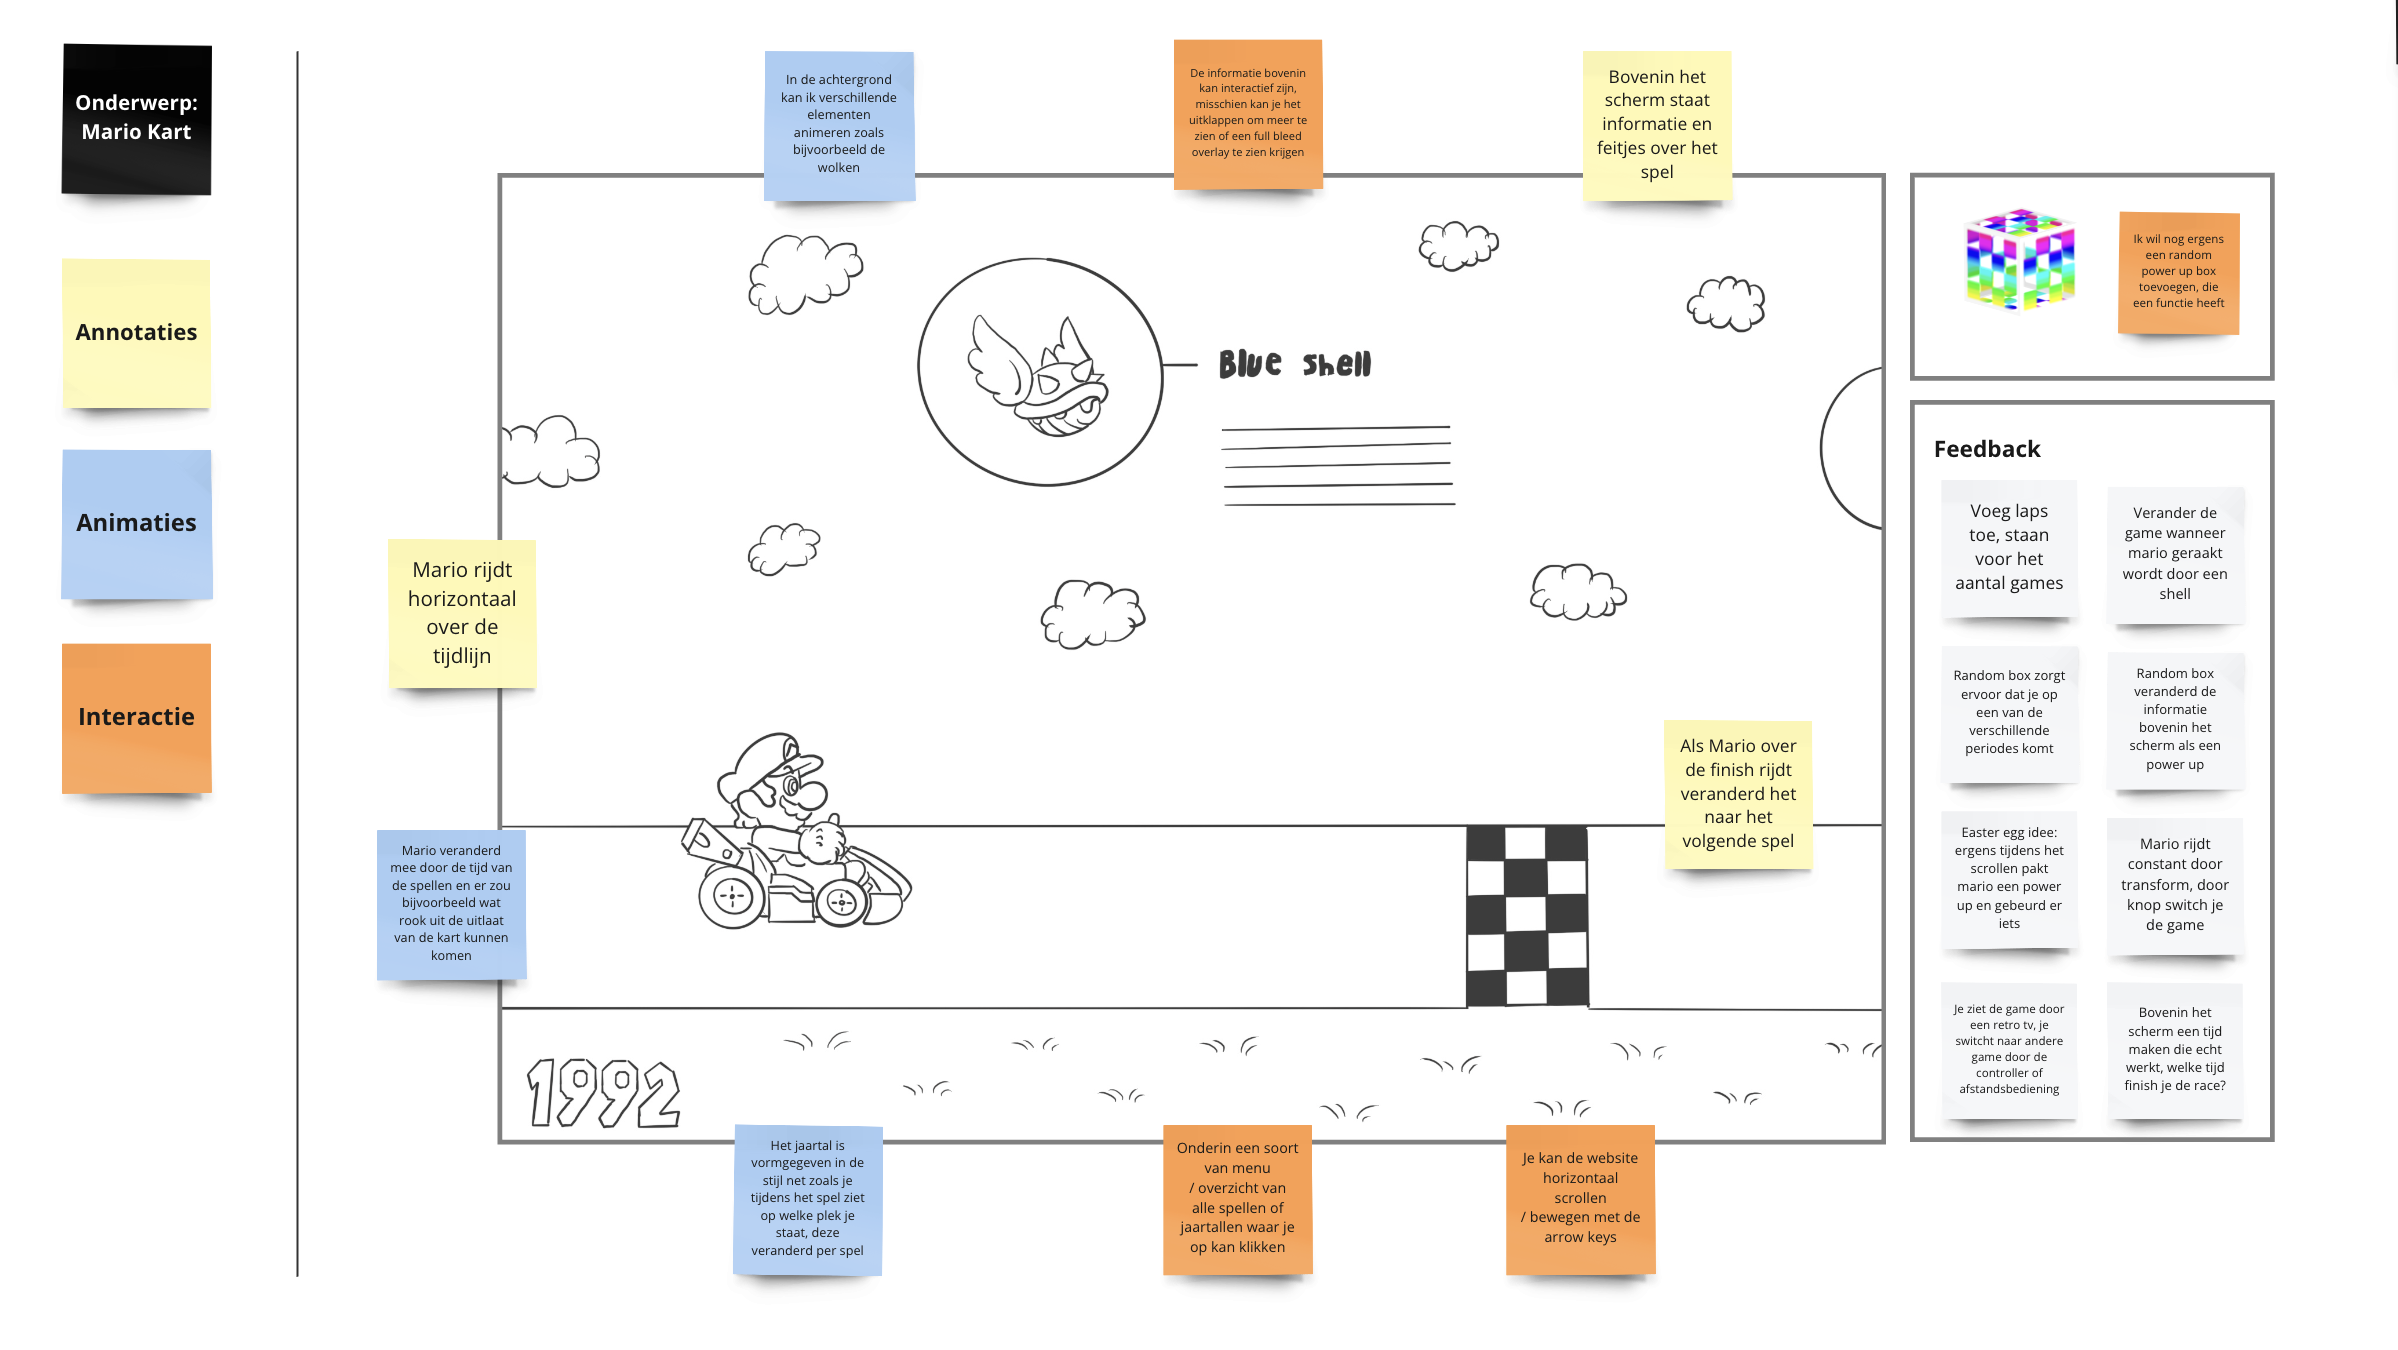 Onderwerp:
Mario Kart
Annotaties
Animaties
Interactie
In de achtergrond
kan ik verschillende
elementen
animeren zoals
bijvoorbeeld de
wolken
De informatie bovenin
kan interactief zijn,
misschien kan je het
uitklappen om meer te
zien of een full bleed
overlay te zien krijgen
Bovenin het
scherm staat
informatie en
feitjes over het
spel
Blue shell
Mario rijdt
horizontaal
over de
tijdlijn
Als Mario over
de finish rijdt
veranderd het
naar het
volgende spel
Mario veranderd
mee door de tijd van
de spellen en er zou
bijvoorbeeld wat
rook uit de uitlaat
van de kart kunnen
komen
1992
Het jaartal is
vormgegeven in de
stijl net zoals je
tijdens het spel ziet
op welke plek je
staat, deze
veranderd per spel
Onderin een soort
van menu
/ overzicht van
alle spellen of
jaartallen waar je
op kan klikken
Je kan de website
horizontaal
scrollen
/ bewegen met de
arrow keys
Ik wil nog ergens
een random
power up box
toevoegen, die
een functie heeft
Feedback
Voeg laps
toe, staan
voor het
aantal games
Verander de
game wanneer
mario geraakt
wordt door een
shell
Random box zorgt
ervoor dat je op
een van de
verschillende
periodes komt
Random box
veranderd de
informatie
bovenin het
scherm als een
power up
Easter egg idee:
ergens tijdens het
scrollen pakt
mario een power
up en gebeurd er
iets
Mario rijdt
constant door
transform, door
knop switch je
de game
Je ziet de game door
een retro tv, je
switcht naar andere
game door de
controller of
afstandsbediening
Bovenin het
scherm een tijd
maken die echt
werkt, welke tijd
finish je de race?